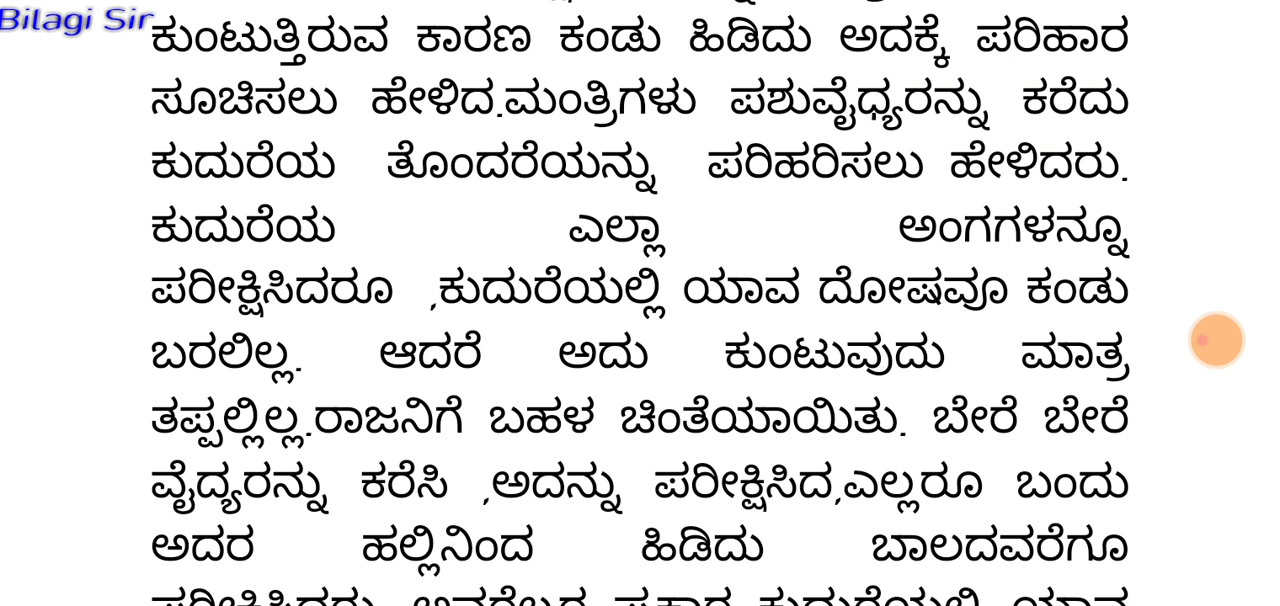 Bilagi Sir
ಕುಂಟುತ್ತಿರುವ ಕಾರಣ ಕಂಡು ಹಿಡಿದು ಅದಕ್ಕೆ ಪರಿಹಾರ
ಸೂಚಿಸಲು ಹೇಳಿದ.ಮಂತ್ರಿಗಳು ಪಶುವೈಧ್ಯರನ್ನು ಕರೆದು
ಕುದುರೆಯ ತೊಂದರೆಯನ್ನು ಪರಿಹರಿಸಲು ಹೇಳಿದರು.
ಕುದುರೆಯ ಎಲ್ಲಾ ಅಂಗಗಳನ್ನೂ
ಪರೀಕ್ಷಿಸಿದರೂ ,ಕುದುರೆಯಲ್ಲಿ ಯಾವ ದೋಷವೂ ಕಂಡು
ಬರಲಿಲ್ಲ. ಆದರೆ ಅದು ಕುಂಟುವುದು ಮಾತ್ರ
ತಪ್ಪಲ್ಲಿಲ್ಲ.ರಾಜನಿಗೆ ಬಹಳ ಚಿಂತೆಯಾಯಿತು. ಬೇರೆ ಬೇರೆ
ವೈದ್ಯರನ್ನು ಕರೆಸಿ ,ಅದನ್ನು ಪರೀಕ್ಷಿಸಿದ,ಎಲ್ಲರೂ ಬಂದು
ಅದರ ಹಲ್ಲಿನಿಂದ ಹಿಡಿದು ಬಾಲದವರೆಗೂ